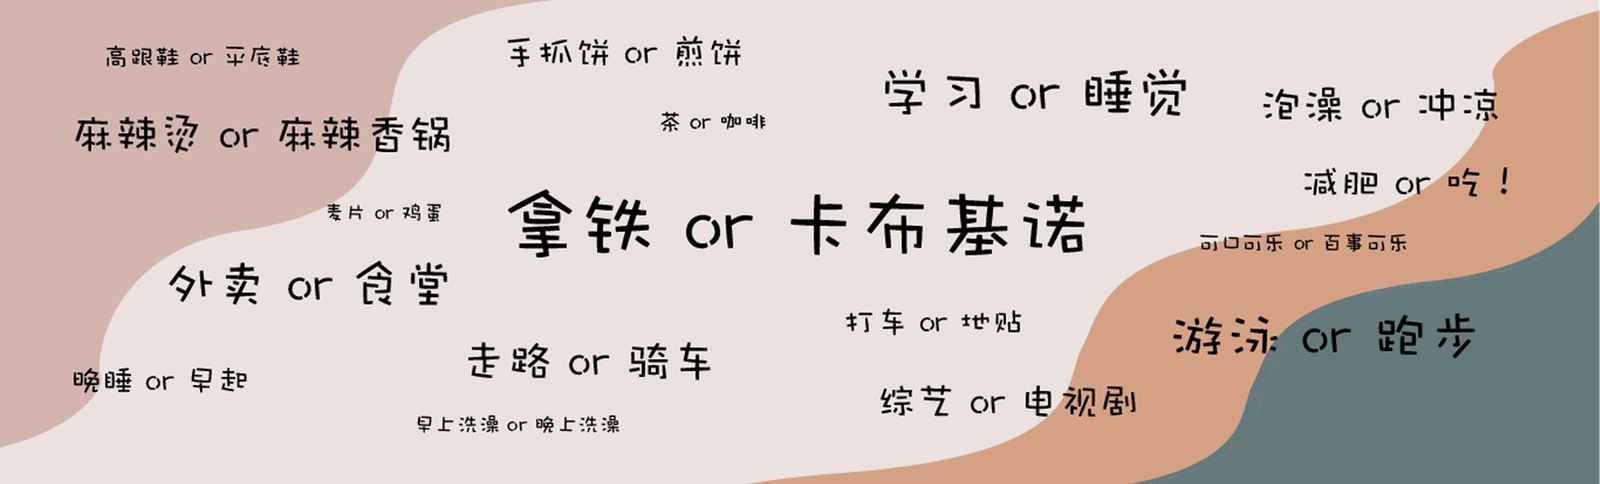 高跟鞋 or 平底鞋
手抓饼 or 煎饼
学习 or 睡觉
泡澡 or 冲凉
麻辣烫 or 麻辣香锅
茶 or 咖啡
减肥 or 吃！
麦片 or 鸡蛋
拿铁 or 卡布基诺
可口可乐 or 百事可乐
外卖 or 食堂
打车 or 地贴
游泳 or 跑步
走路 or 骑车
晚睡 or 早起
综艺 or 电视剧
早上洗澡 or 晚上洗澡